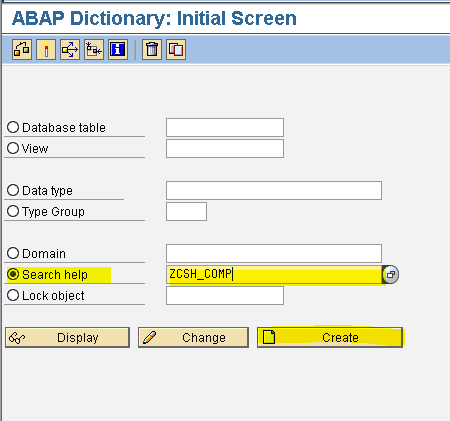 ABAP Dictionary: Initial Screen
Database table
View
Data type
Type Group
Domain
Search help ZCSH_COMP
Lock object
Display Change Create